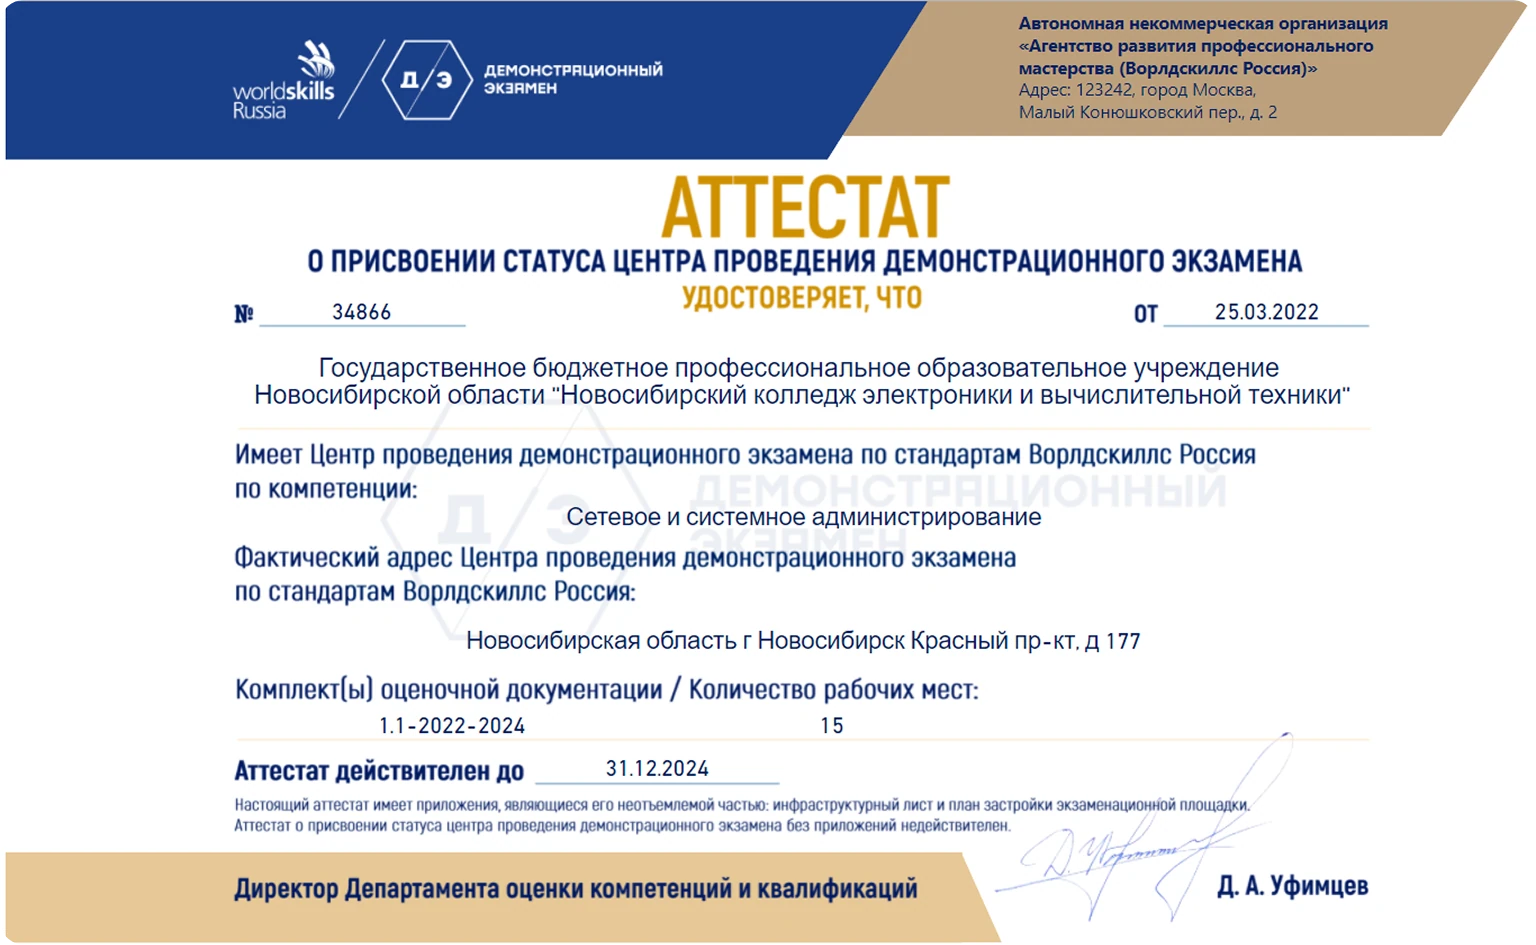 worldskills
Russia
ДЭ
ДЕМОНСТРАЦИОННЫЙ
ЭКЗАМЕН
Автономная некоммерческая организация
«Агентство развития профессионального
мастерства (Ворлдскиллс Россия)»
Адрес: 123242, город Москва,
Малый Конюшковский пер., д. 2
АТТЕСТАТ
О ПРИСВОЕНИИ СТАТУСА ЦЕНТРА ПРОВЕДЕНИЯ ДЕМОНСТРАЦИОННОГО ЭКЗАМЕНА
УДОСТОВЕРЯЕТ, ЧТО
№ 34866 ОТ 25.03.2022
Государственное бюджетное профессиональное образовательное учреждение
Новосибирской области "Новосибирский колледж электроники и вычислительной техники"
Имеет Центр проведения демонстрационного экзамена по стандартам Ворлдскиллс Россия
по компетенции:
ДЭ
ДЕМОНСТРАЦИОННЫЙ
ЭКЗАМЕН
Сетевое и системное администрирование
Фактический адрес Центра проведения демонстрационного экзамена
по стандартам Ворлдскиллс Россия:
Новосибирская область г Новосибирск Красный пр-кт, д 177
Комплект(ы) оценочной документации / Количество рабочих мест:
1.1-2022-2024 15
Аттестат действителен до 31.12.2024
Настоящий аттестат имеет приложения, являющиеся его неотъемлемой частью: инфраструктурный лист и план застройки экзаменационной площадки.
Аттестат о присвоении статуса центра проведения демонстрационного экзамена без приложений недействителен.
Директор Департамента оценки компетенций и квалификаций
Д. А. Уфимцев